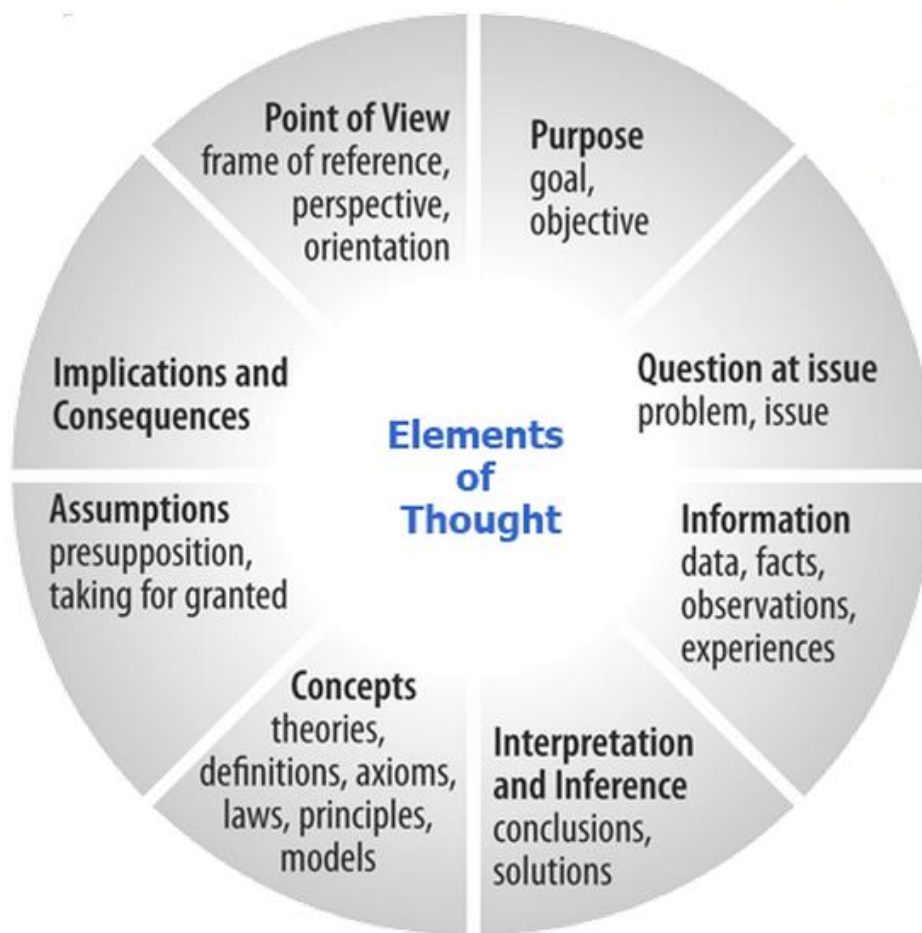 Point of View
frame of reference,
perspective,
orientation
Purpose
goal,
objective
Question at issue
problem, issue
Information
data, facts,
observations,
experiences
Interpretation
and Inference
conclusions,
solutions
Concepts
theories,
definitions, axioms,
laws, principles,
models
Assumptions
presupposition,
taking for granted
Implications and
Consequences
Elements
of
Thought